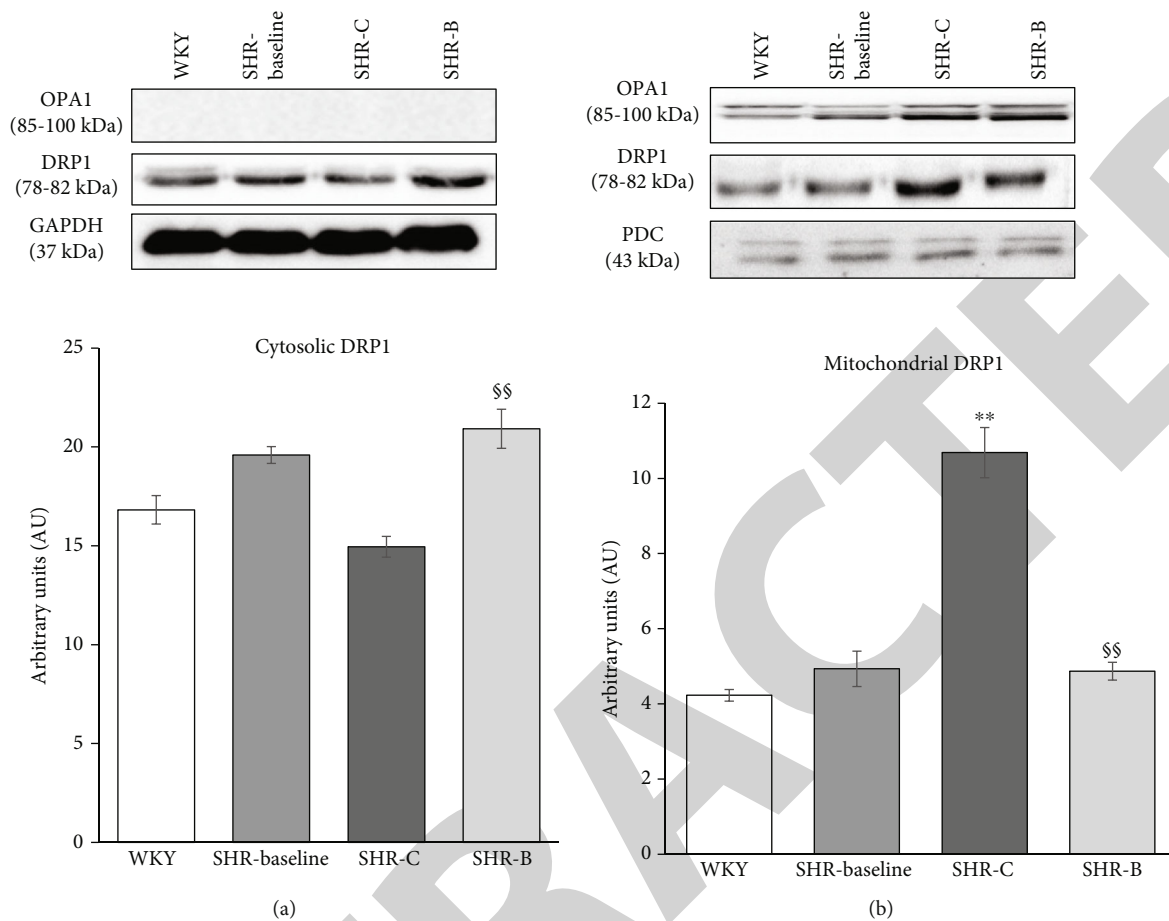 WKY
SHR-
baseline
SHR-C
SHR-B
OPA1
(85-100 kDa)
DRP1
(78-82 kDa)
GAPDH
(37 kDa)
Cytosolic DRP1
Arbitrary units (AU)
25
20
15
10
5
0
§§
WKY
SHR-baseline
SHR-C
SHR-B
(a)
WKY
SHR-
baseline
SHR-C
SHR-B
OPA1
(85-100 kDa)
DRP1
(78-82 kDa)
PDC
(43 kDa)
Mitochondrial DRP1
Arbitrary units (AU)
12
10
8
6
4
2
0
**
§§
WKY
SHR-baseline
SHR-C
SHR-B
(b)